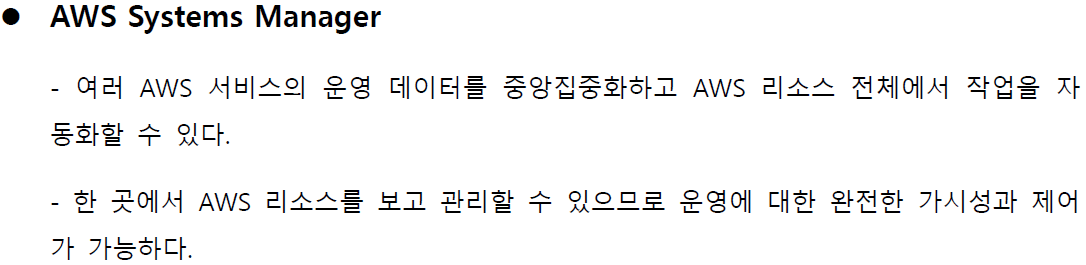 ● AWS Systems Manager
- 여러 AWS 서비스의 운영 데이터를 중앙집중화하고 AWS 리소스 전체에서 작업을 자
동화할 수 있다.
- 한 곳에서 AWS 리소스를 보고 관리할 수 있으므로 운영에 대한 완전한 가시성과 제어
가 가능하다.